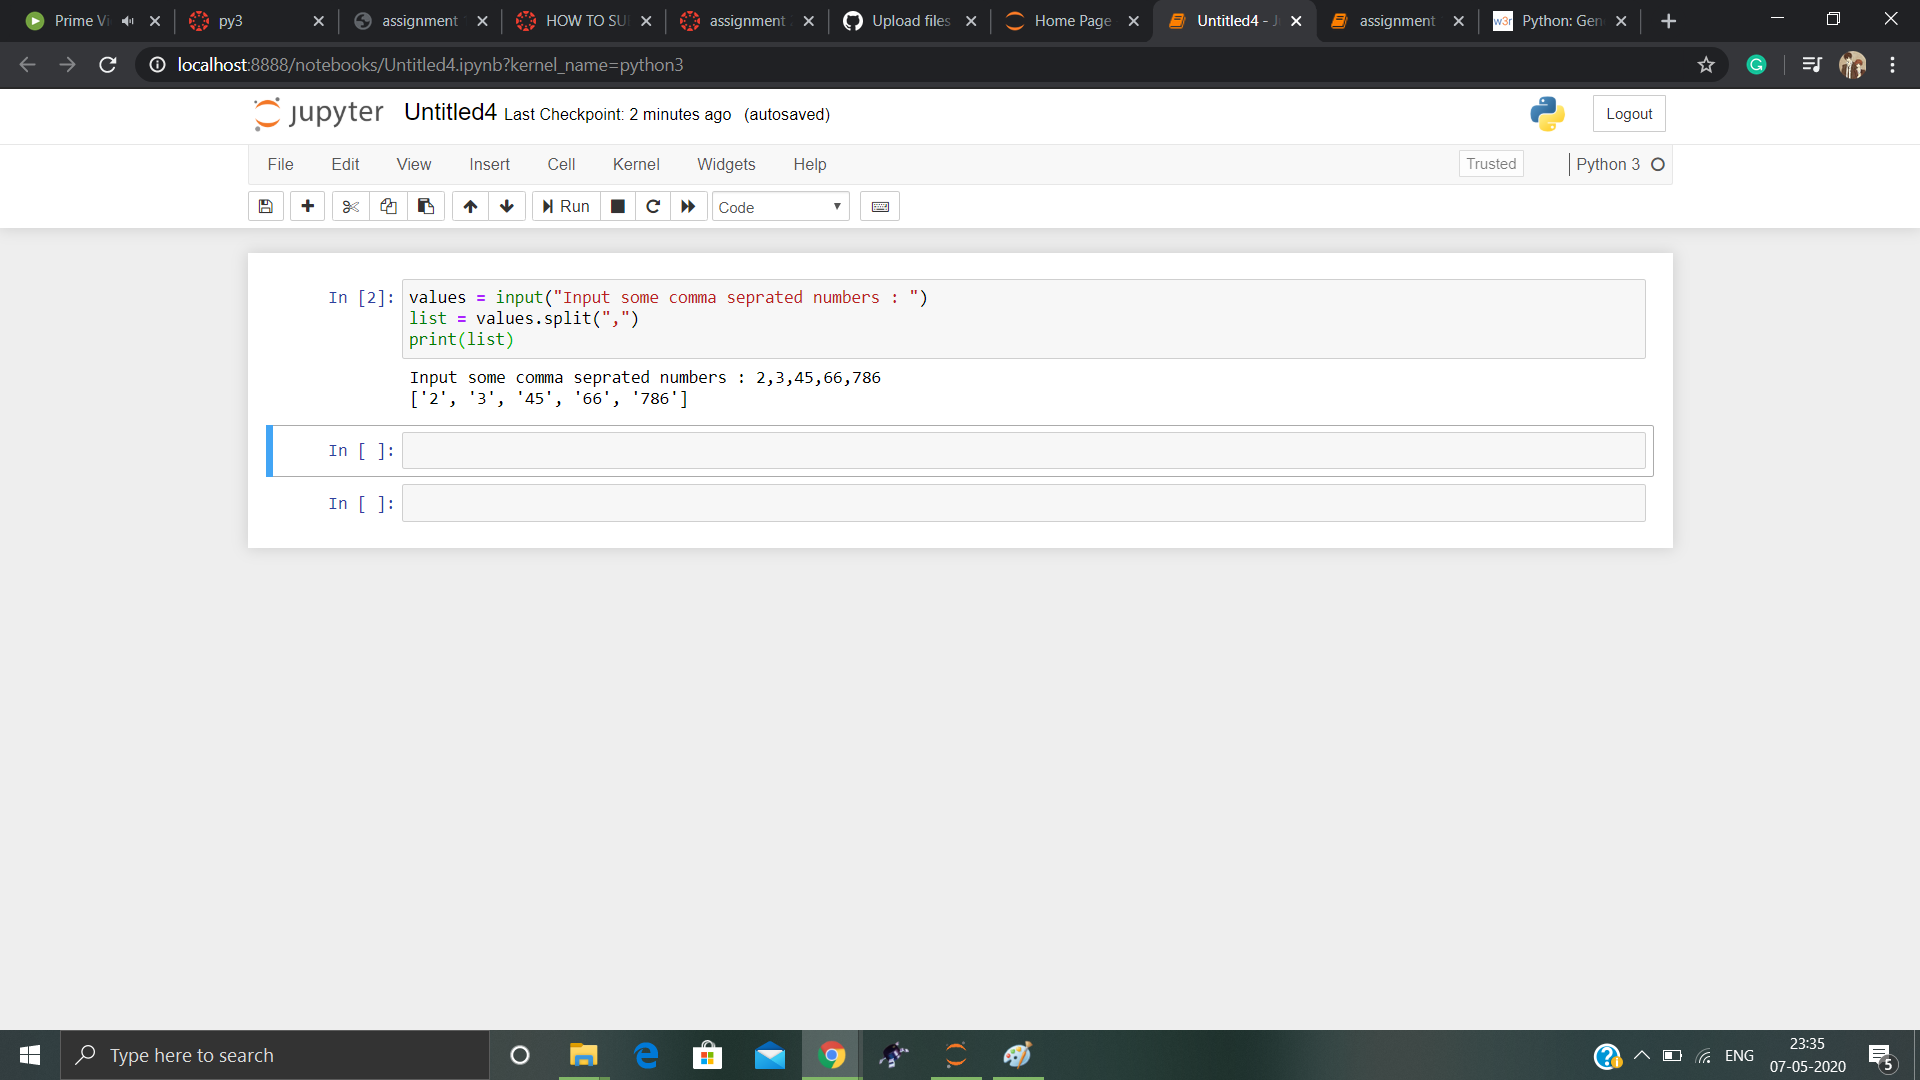 Prime Vi
py3
assignment
HOW TO SU
assignment
Upload files
Home Page
Untitled4 - J
assignment
w3r
Python: Gen
localhost:8888/notebooks/Untitled4.ipynb?kernel_name=python3
jupyter
Untitled4 Last Checkpoint: 2 minutes ago (autosaved)
Logout
File Edit View Insert Cell Kernel Widgets Help
Trusted
Python 3
Run
Code
In [2]: values = input("Input some comma seprated numbers : ")
list = values.split(",")
print(list)
Input some comma seprated numbers : 2,3,45,66,786
['2', '3', '45', '66', '786']
In [ ]:
In [ ]:
Type here to search
ENG
23:35
07-05-2020
5